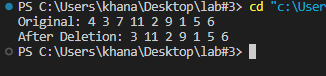 PS C:\Users\khana\Desktop\lab#3> cd "c:\User
Original: 4 3 7 11 2 9 1 5 6
After Deletion: 3 11 2 9 1 5 6
PS C:\Users\khana\Desktop\lab#3>